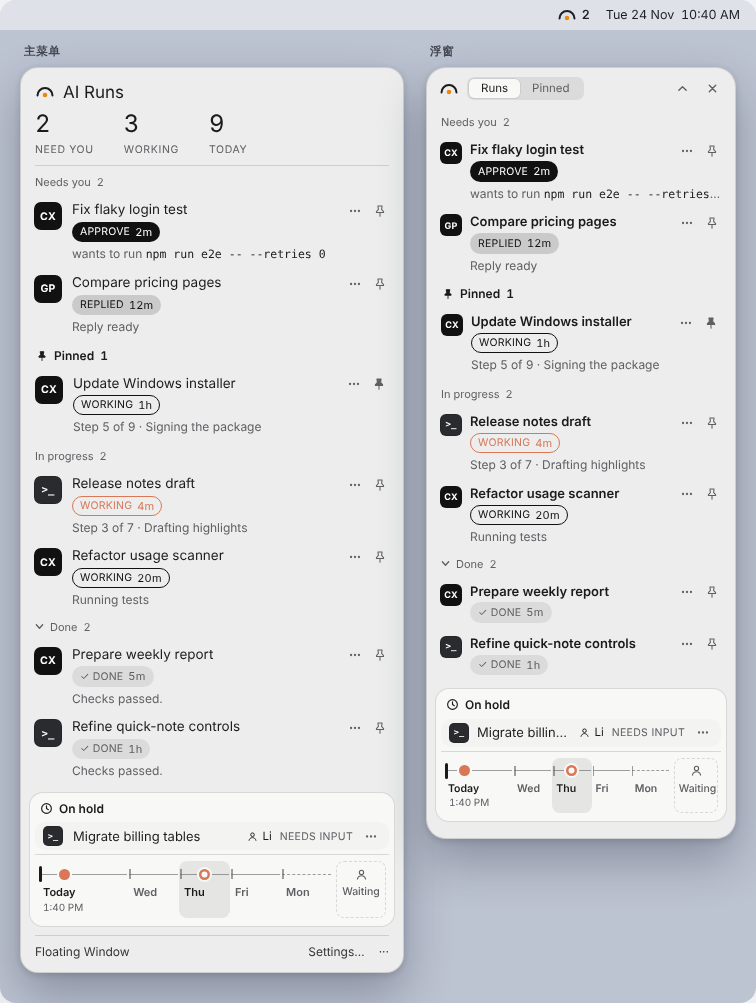 2 Tue 24 Nov 10:40 AM
主菜单
AI Runs
2 3 9
NEED YOU WORKING TODAY
Needs you 2
CX Fix flaky login test
APPROVE 2m
wants to run npm run e2e -- --retries 0
GP Compare pricing pages
REPLIED 12m
Reply ready
Pinned 1
CX Update Windows installer
WORKING 1h
Step 5 of 9 · Signing the package
In progress 2
>_ Release notes draft
WORKING 4m
Step 3 of 7 · Drafting highlights
CX Refactor usage scanner
WORKING 20m
Running tests
Done 2
CX Prepare weekly report
DONE 5m
Checks passed.
>_ Refine quick-note controls
DONE 1h
Checks passed.
On hold
>_ Migrate billing tables Li NEEDS INPUT
Today Wed Thu Fri Mon Waiting
1:40 PM
Floating Window Settings...
浮窗
Runs Pinned
Needs you 2
CX Fix flaky login test
APPROVE 2m
wants to run npm run e2e -- --retries…
GP Compare pricing pages
REPLIED 12m
Reply ready
Pinned 1
CX Update Windows installer
WORKING 1h
Step 5 of 9 · Signing the package
In progress 2
>_ Release notes draft
WORKING 4m
Step 3 of 7 · Drafting highlights
CX Refactor usage scanner
WORKING 20m
Running tests
Done 2
CX Prepare weekly report
DONE 5m
>_ Refine quick-note controls
DONE 1h
On hold
>_ Migrate billin... Li NEEDS INPUT
Today Wed Thu Fri Mon Waiting
1:40 PM